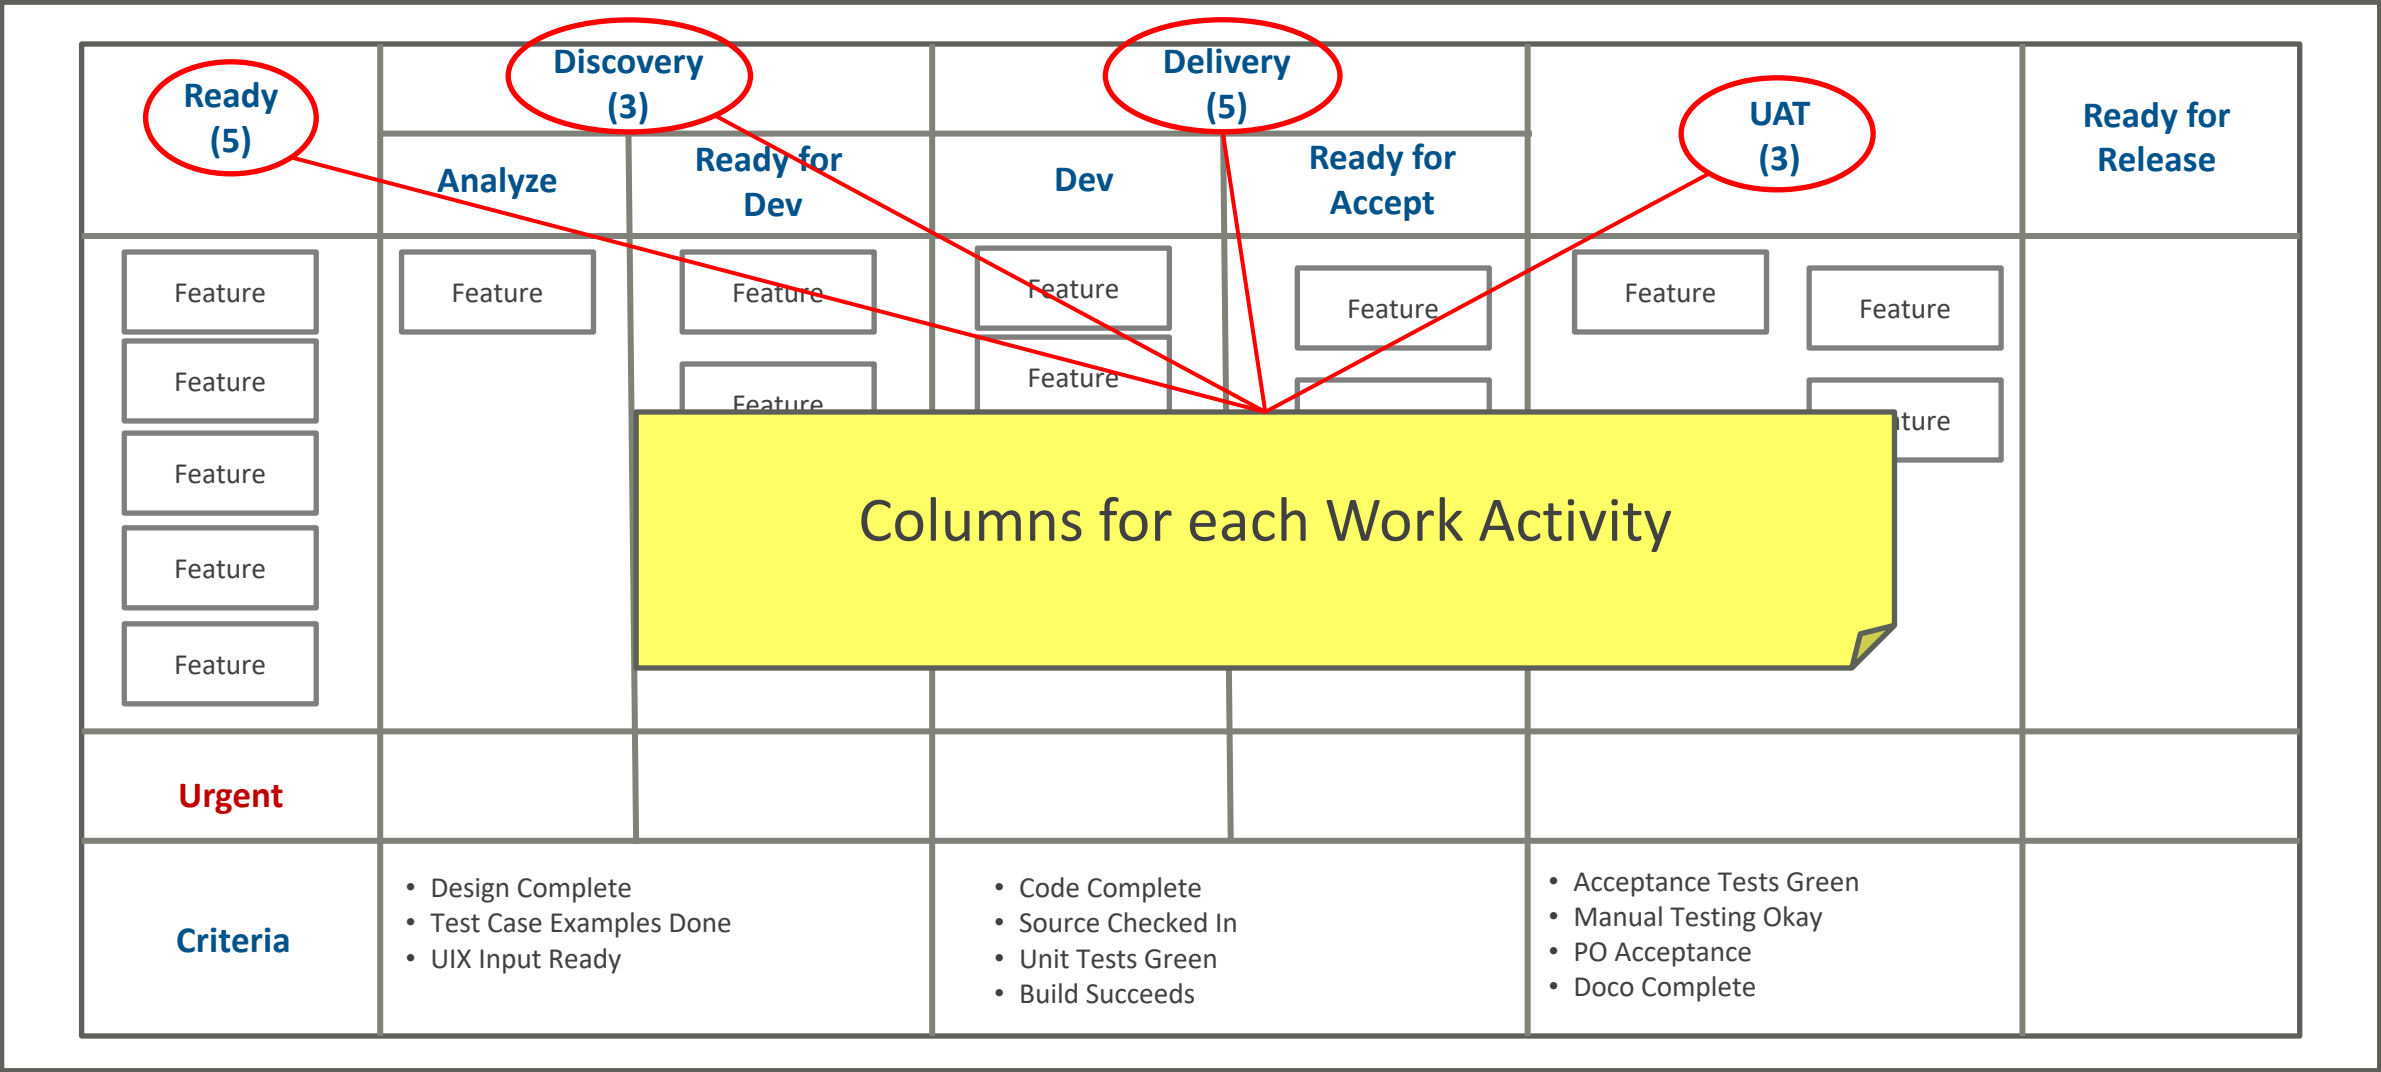 Ready
(5)
Discovery
(3)
Delivery
(5)
UAT
(3)
Ready for
Release
Analyze
Ready for
Dev
Dev
Ready for
Accept
Feature
Feature
Feature
Feature
Feature
Feature
Feature
Feature
Feature
Feature
Feature
Feature
Feature
ture
Columns for each Work Activity
Urgent
Criteria
• Design Complete
• Test Case Examples Done
• UIX Input Ready
• Code Complete
• Source Checked In
• Unit Tests Green
• Build Succeeds
• Acceptance Tests Green
• Manual Testing Okay
• PO Acceptance
• Doco Complete